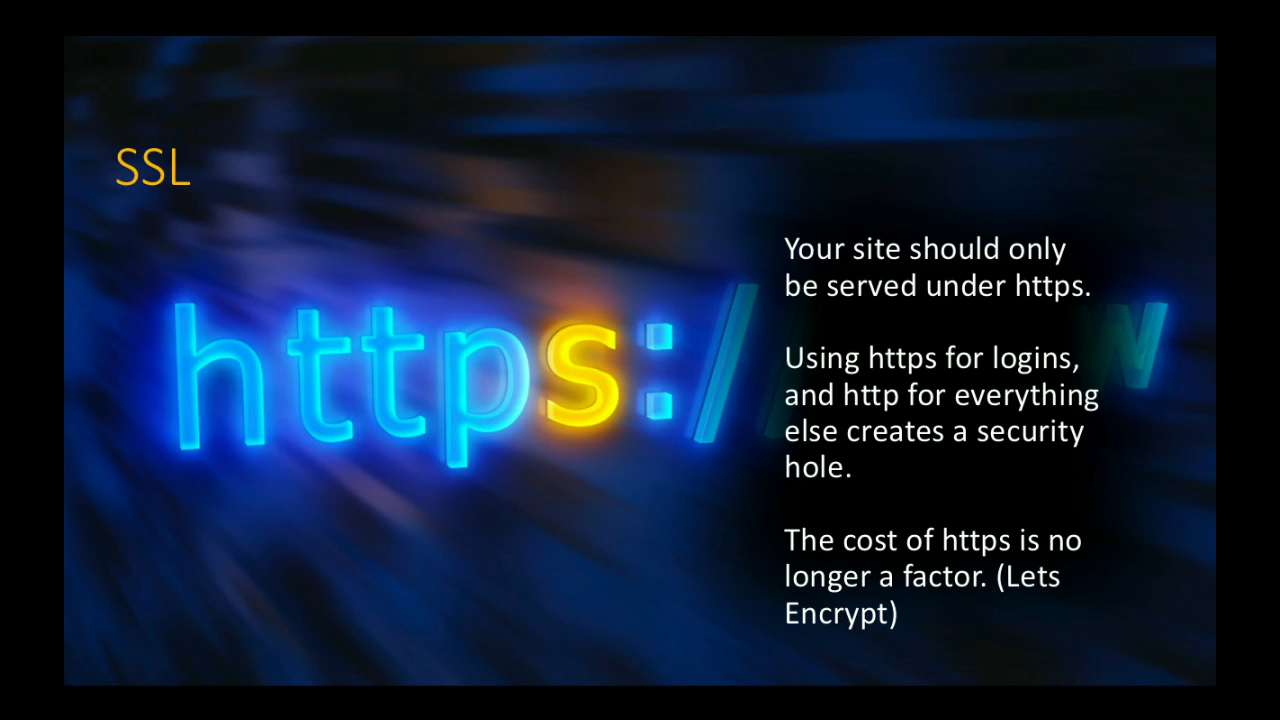 SSL
https:/ w
Your site should only
be served under https.
Using https for logins,
and http for everything
else creates a security
hole.
The cost of https is no
longer a factor. (Lets
Encrypt)